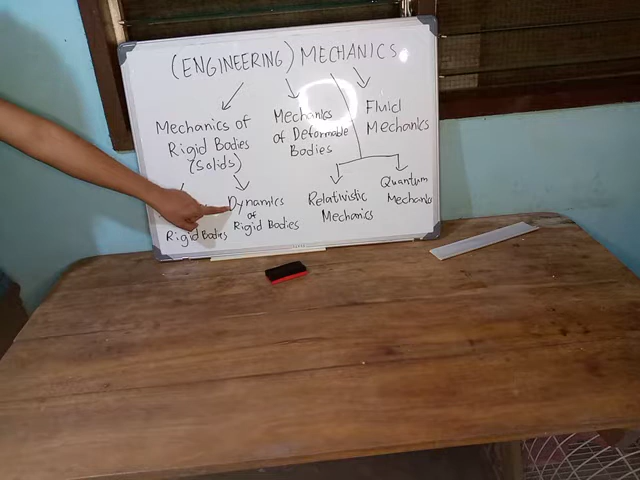 (ENGINEERING) MECHANICS
Mechanics of
Rigid Bodies
(Solids)
Mechanics
of Deformable
Bodies
Fluid
Mechanics
Rigid Bodies
Dynamics
of
Rigid Bodies
Relativistic
Mechanics
Quantum
Mechanics